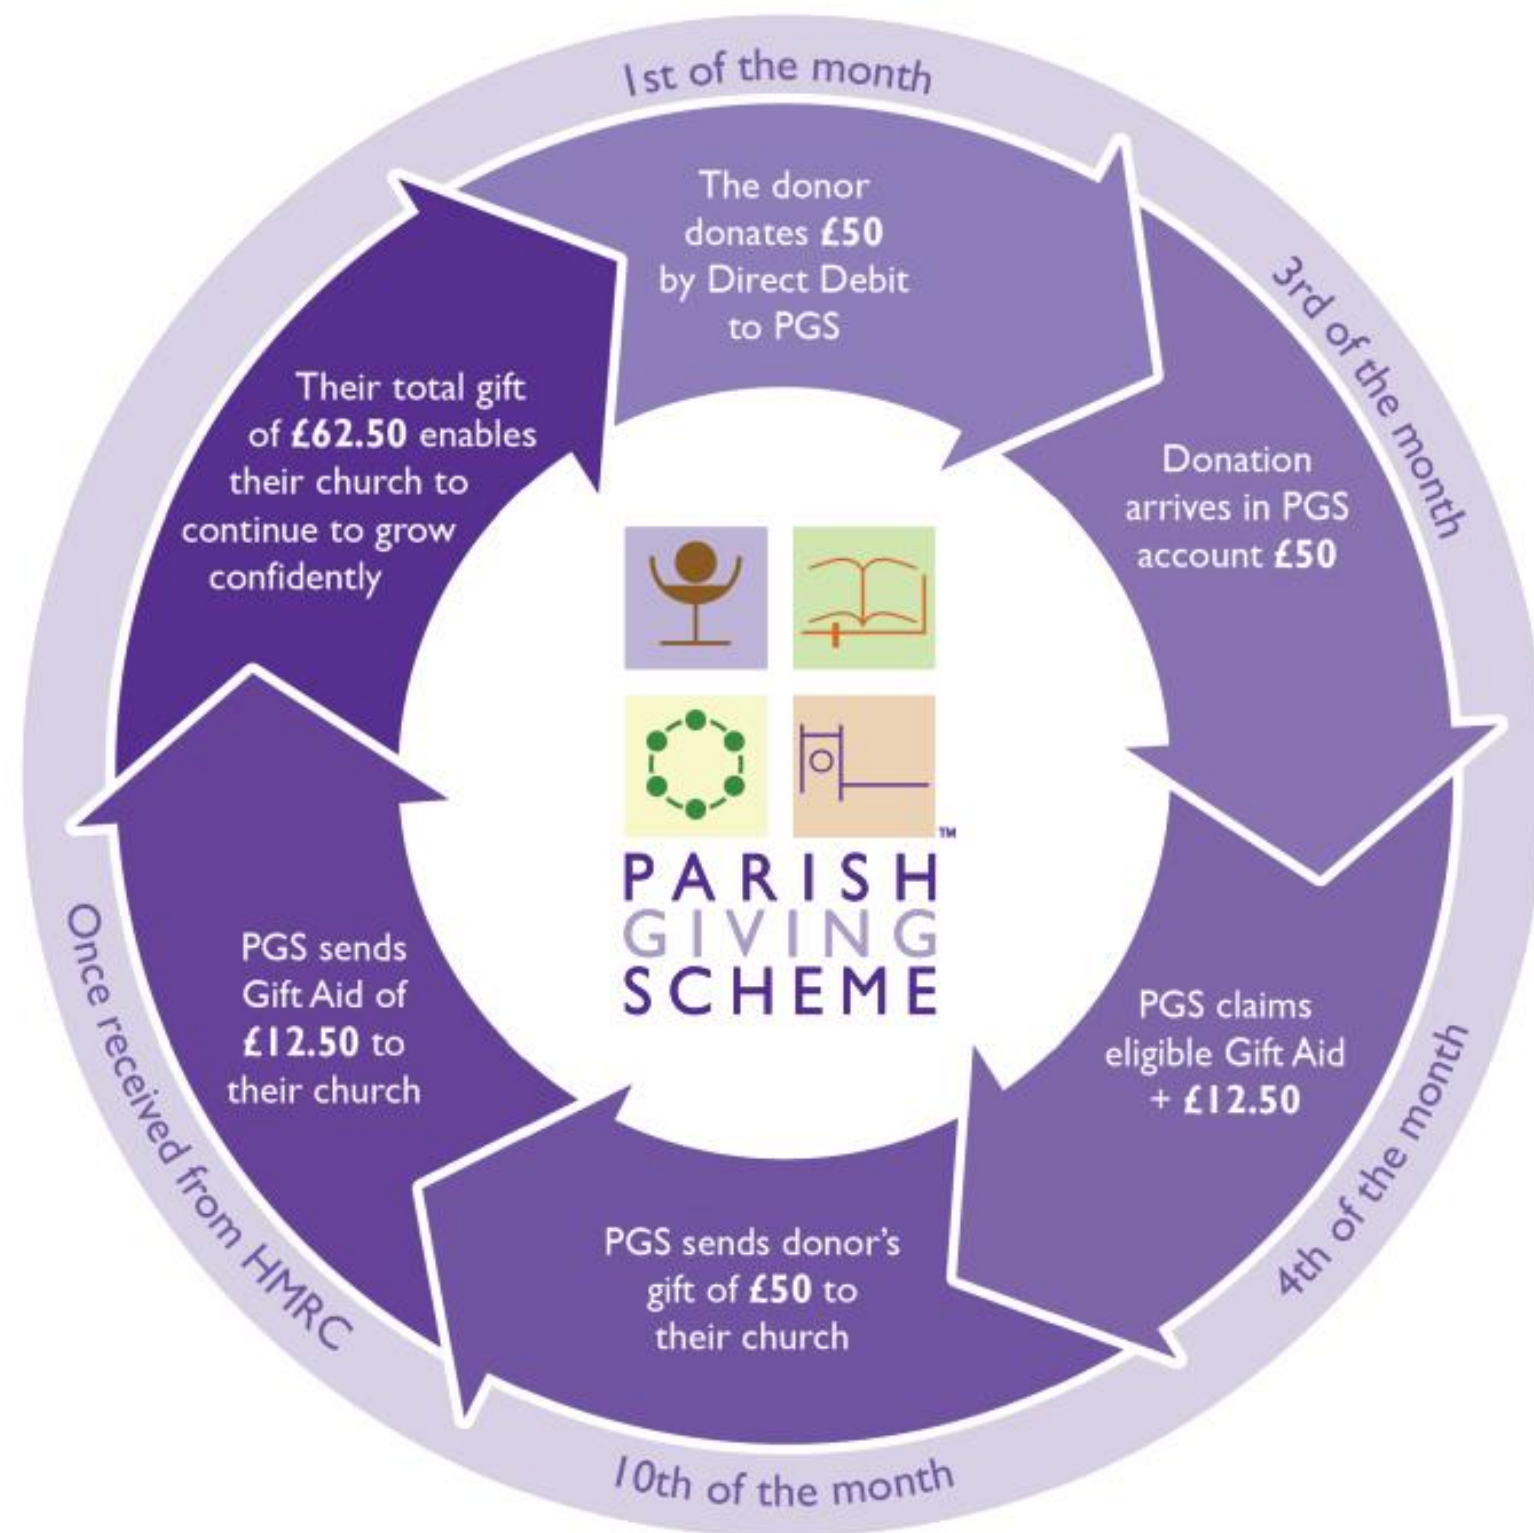 1st of the month
The donor
donates £50
by Direct Debit
to PGS
3rd of the month
Donation
arrives in PGS
account £50
4th of the month
PGS claims
eligible Gift Aid
+ £12.50
10th of the month
PGS sends donor's
gift of £50 to
their church
Once received from HMRC
PGS sends
Gift Aid of
£12.50 to
their church
Their total gift
of £62.50 enables
their church to
continue to grow
confidently
TM
PARISH
GIVING
SCHEME